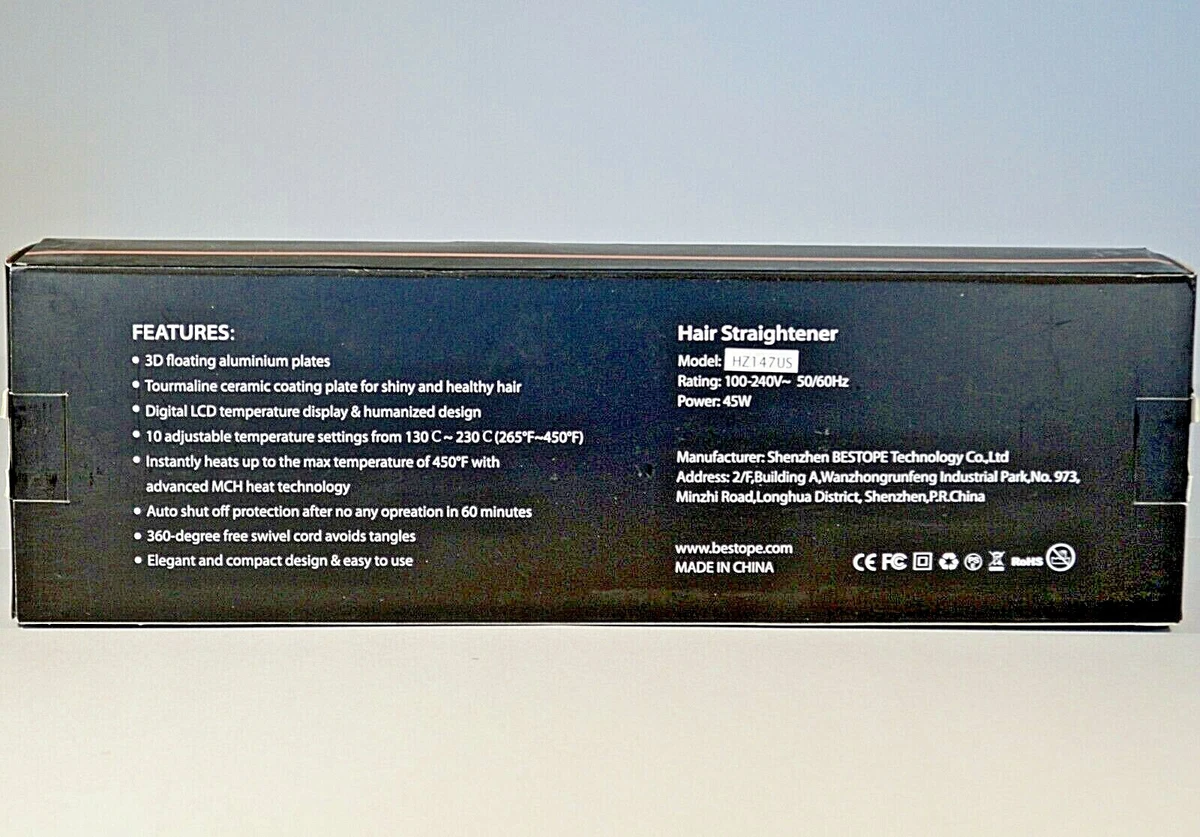 FEATURES:
• 3D floating aluminium plates
• Tourmaline ceramic coating plate for shiny and healthy hair
• Digital LCD temperature display & humanized design
• 10 adjustable temperature settings from 130 C ~ 230 C (265°F~450°F)
• Instantly heats up to the max temperature of 450°F with
advanced MCH heat technology
• Auto shut off protection after no any opreation in 60 minutes
• 360-degree free swivel cord avoids tangles
• Elegant and compact design & easy to use
Hair Straightener
Model: HZ147US
Rating: 100-240V~ 50/60Hz
Power: 45W
Manufacturer: Shenzhen BESTOPE Technology Co.,Ltd
Address: 2/F,Building A,Wanzhongrunfeng Industrial Park,No. 973,
Minzhi Road,Longhua District, Shenzhen,P.R.China
www.bestope.com
MADE IN CHINA
CE FC RoHS